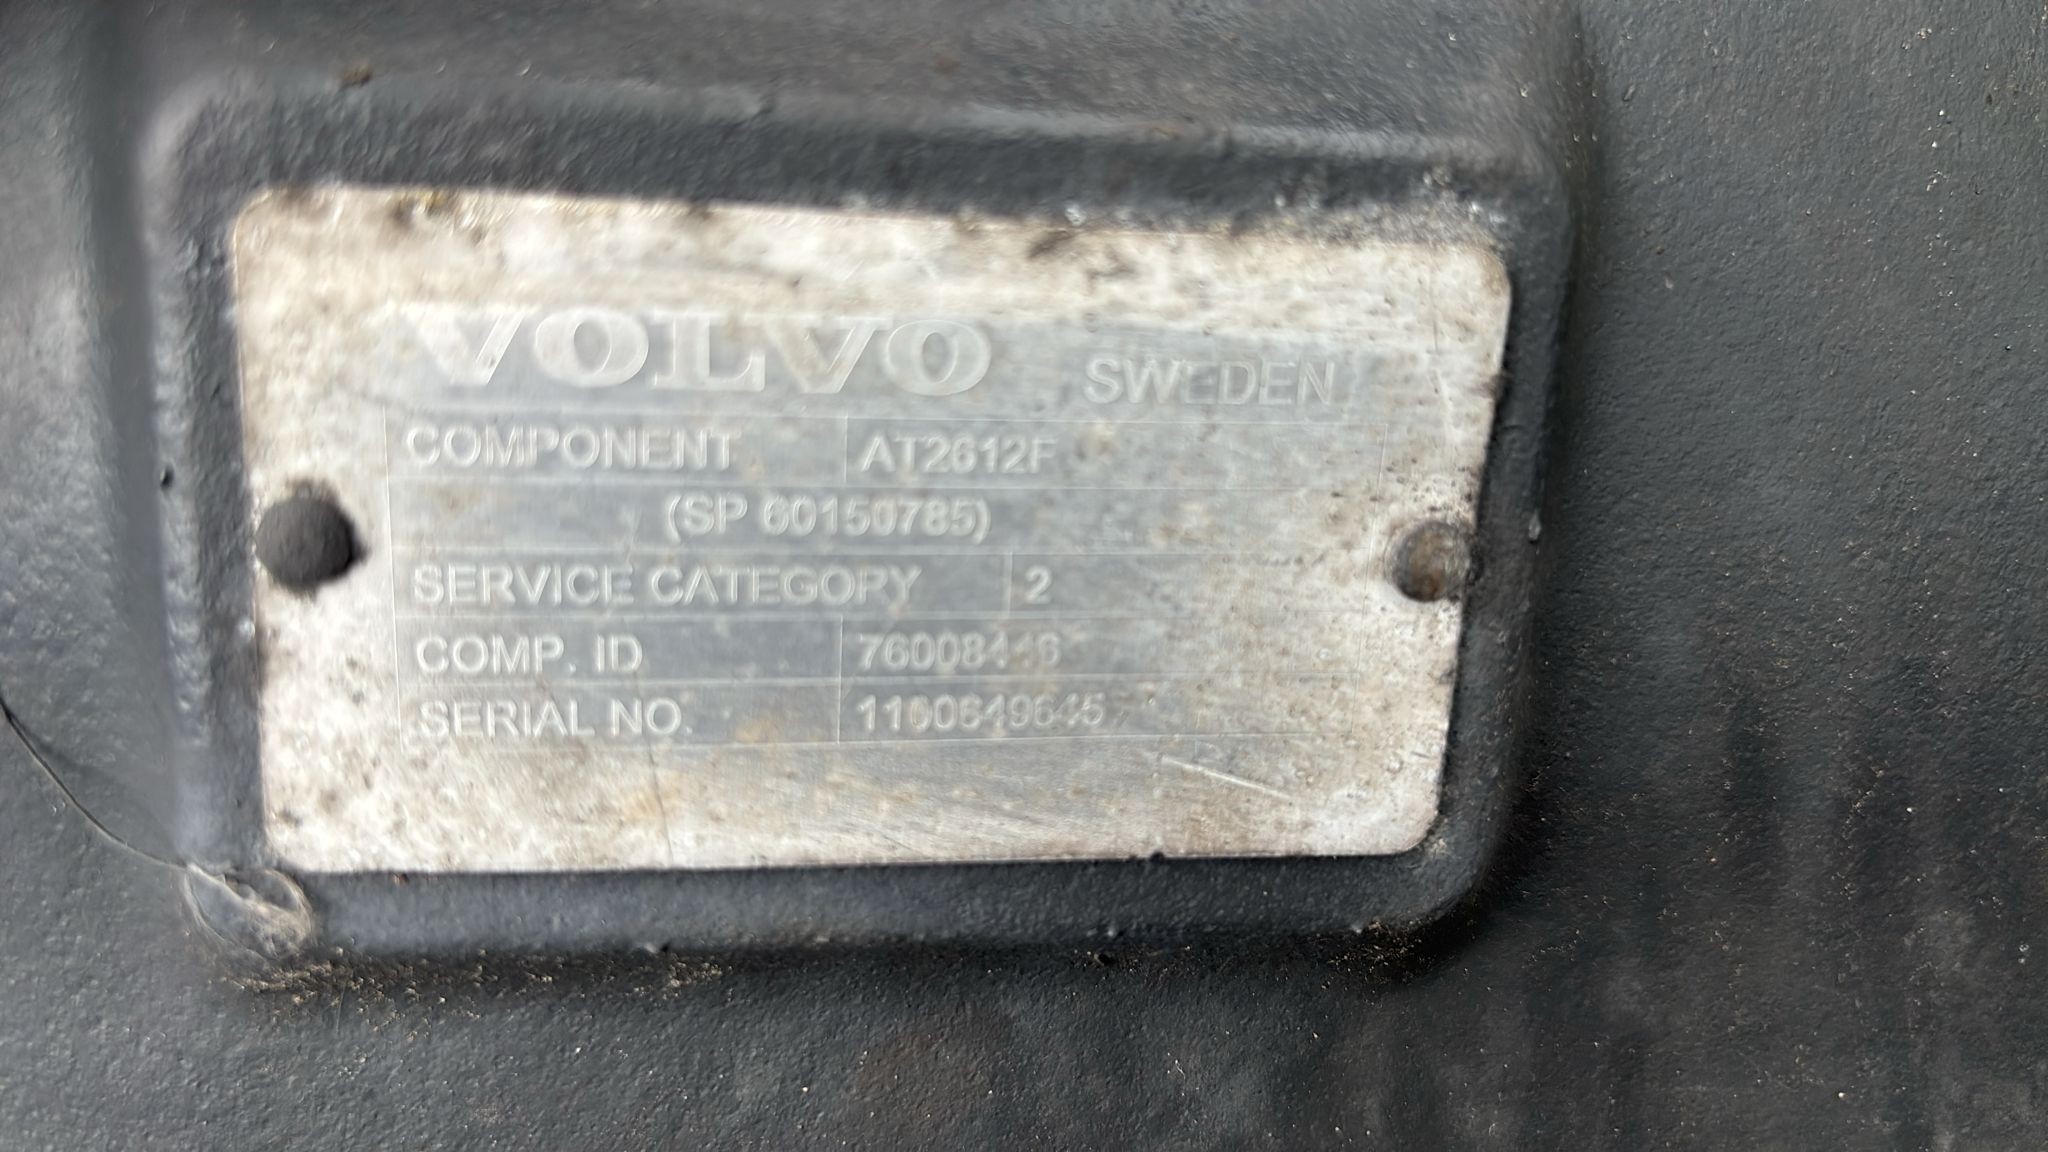 VOLVO SWEDEN
COMPONENT AT2612F
(SP 60150785)
SERVICE CATEGORY 2
COMP. ID
SERIAL NO.